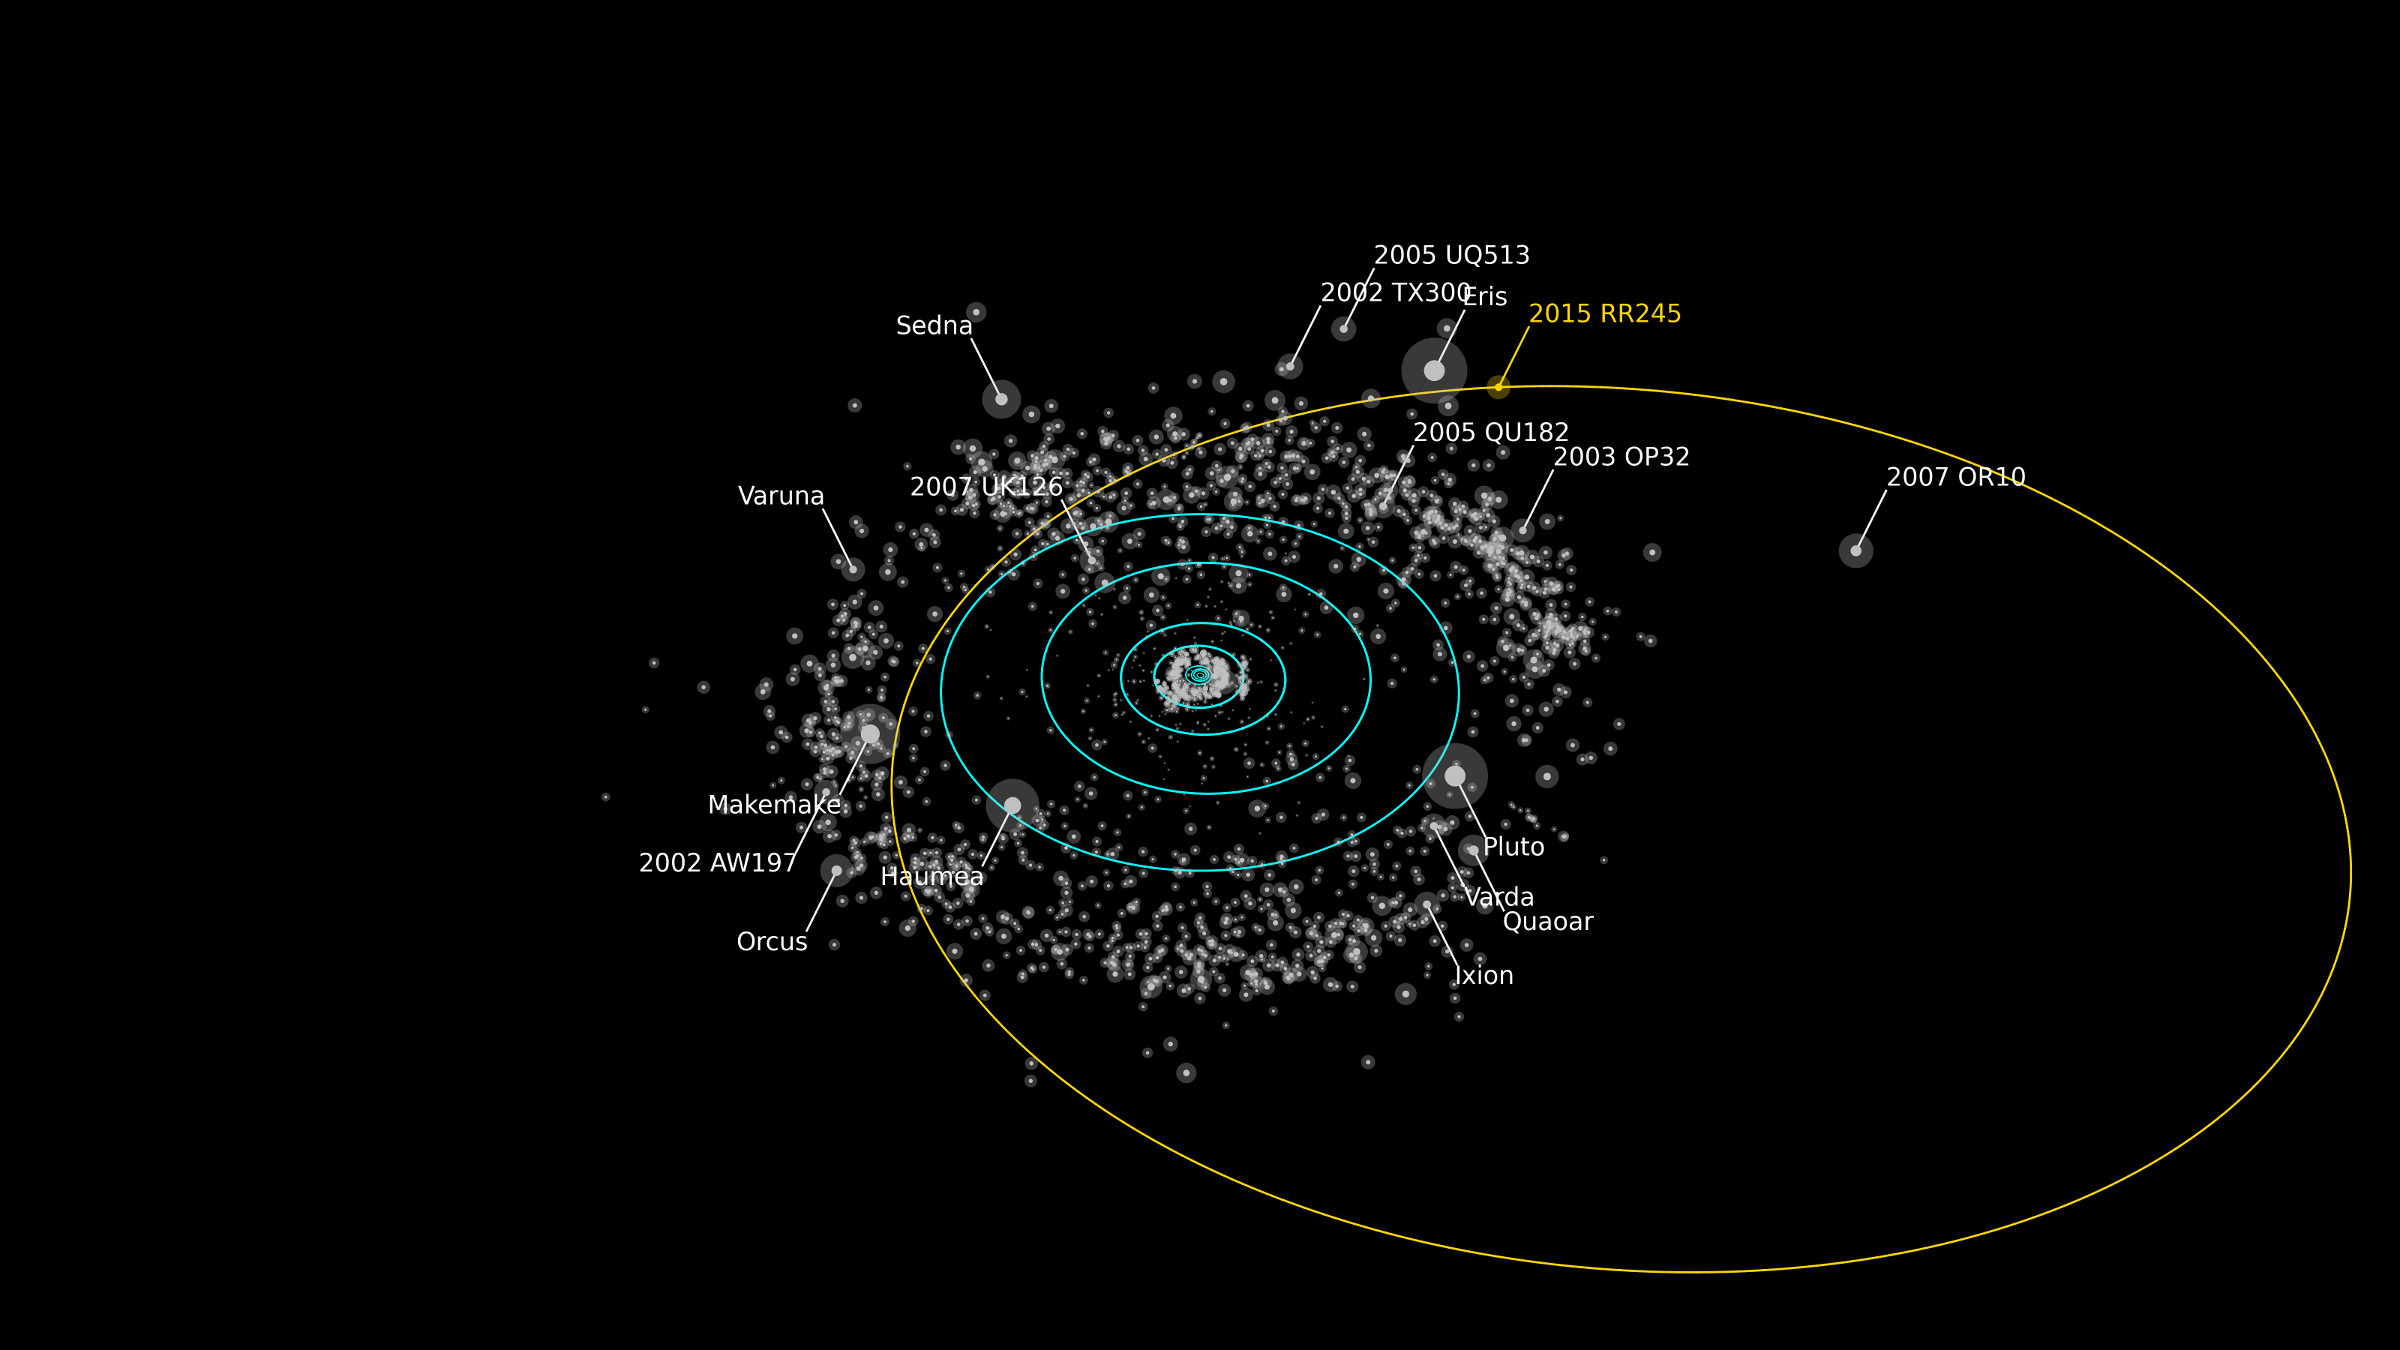 2005 UQ513
2002 TX300
Eris
2015 RR245
Sedna
2005 QU182
2003 OP32
2007 OR10
2007 UK126
Varuna
Makemake
Pluto
2002 AW197
Haumea
Varda
Quaoar
Orcus
Ixion